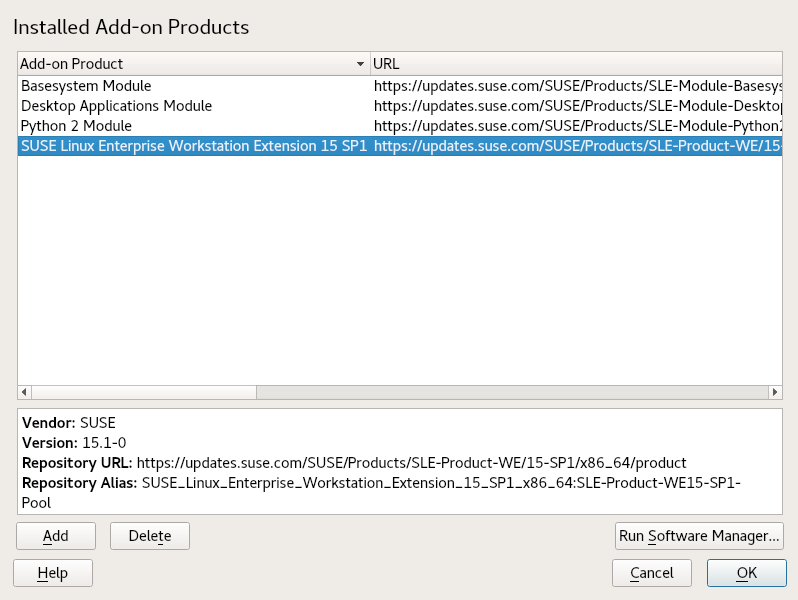 Installed Add-on Products
Add-on Product URL
Basesystem Module https://updates.suse.com/SUSE/Products/SLE-Module-Basesys
Desktop Applications Module https://updates.suse.com/SUSE/Products/SLE-Module-Desktop
Python 2 Module https://updates.suse.com/SUSE/Products/SLE-Module-Python2
SUSE Linux Enterprise Workstation Extension 15 SP1 https://updates.suse.com/SUSE/Products/SLE-Product-WE/15-
Vendor: SUSE
Version: 15.1-0
Repository URL: https://updates.suse.com/SUSE/Products/SLE-Product-WE/15-SP1/x86_64/product
Repository Alias: SUSE_Linux_Enterprise_Workstation_Extension_15_SP1_x86_64:SLE-Product-WE15-SP1-
Pool
Add Delete Run Software Manager...
Help Cancel OK